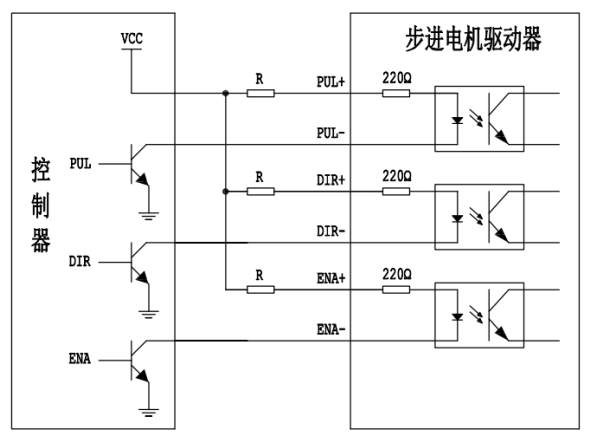 步进电机驱动器
VCC
R
PUL+
220Ω
PUL-
PUL
控制器
R
DIR+
220Ω
DIR-
DIR
R
ENA+
220Ω
ENA-
ENA